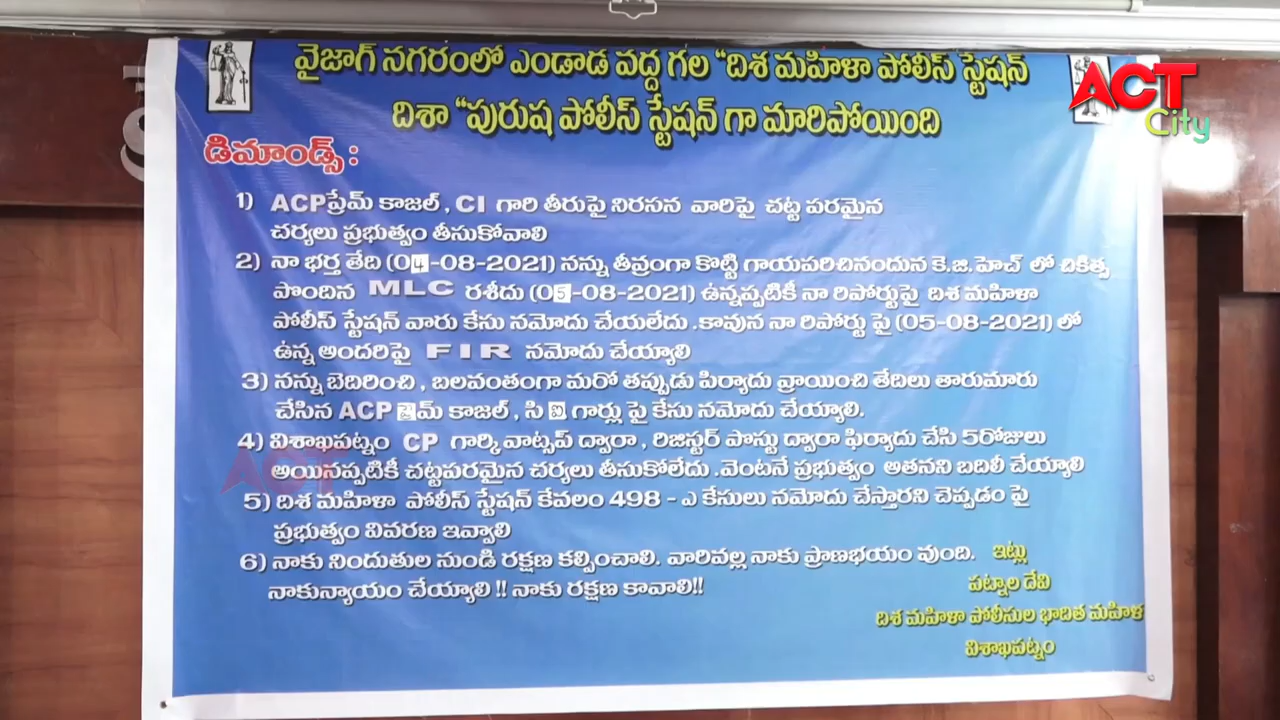 ACT
City
వైజాగ్ నగరంలో ఎండాడ వద్ద గల “దిశ మహిళా పోలీస్ స్టేషన్
దిశా “పురుష పోలీస్ స్టేషన్ గా మారిపోయింది
డిమాండ్స్ :
1) ACPప్రేమ్ కాజల్ , CI గారి తీరుపై నిరసన వారిపై చట్ట పరమైన
చర్యలు ప్రభుత్వం తీసుకోవాలి
2) నా భర్త తేది (04-08-2021) నన్ను తీవ్రంగా కొట్టి గాయపరిచినందున కె.జి.హెచ్ లో చికిత్స
పొందిన MLC రశీదు (05-08-2021) ఉన్నప్పటికీ నా రిపోర్టుపై దిశ మహిళా
పోలీస్ స్టేషన్ వారు కేసు నమోదు చేయలేదు .కావున నా రిపోర్టు పై (05-08-2021) లో
ఉన్న అందరిపై FIR నమోదు చేయ్యాలి
3) నన్ను బెదిరించి , బలవంతంగా మరో తప్పుడు పిర్యాదు వ్రాయించి తేదిలు తారుమారు
చేసిన ACP ప్రేమ్ కాజల్ , సి ఐ గార్లు పై కేసు నమోదు చేయ్యాలి.
4) విశాఖపట్నం CP గార్కి వాట్సప్ ద్వారా , రిజిస్టర్ పోస్టు ద్వారా ఫిర్యాదు చేసి 5రోజులు
అయినప్పటికీ చట్టపరమైన చర్యలు తీసుకోలేదు .వెంటనే ప్రభుత్వం అతనని బదిలీ చేయ్యాలి
5) దిశ మహిళా పోలీస్ స్టేషన్ కేవలం 498 - ఎ కేసులు నమోదు చేస్తారని చెప్పడం పై
ప్రభుత్వం వివరణ ఇవ్వాలి
6) నాకు నిందుతుల నుండి రక్షణ కల్పించాలి. వారివల్ల నాకు ప్రాణభయం వుంది.
నాకున్యాయం చేయ్యాలి !! నాకు రక్షణ కావాలి!!
ఇట్లు
పట్నాల దేవి
దిశ మహిళా పోలీసుల భాదిత మహిళ
విశాఖపట్నం
ACT